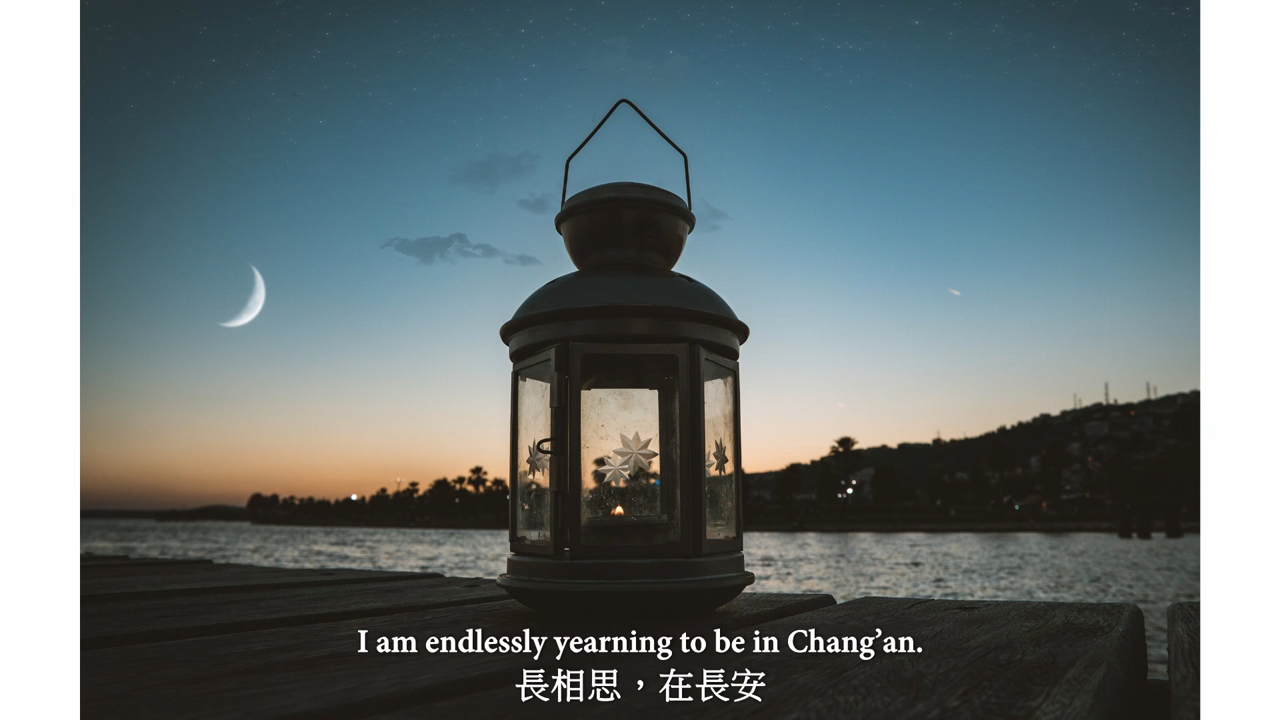 I am endlessly yearning to be in Chang’an.
長相思，在長安